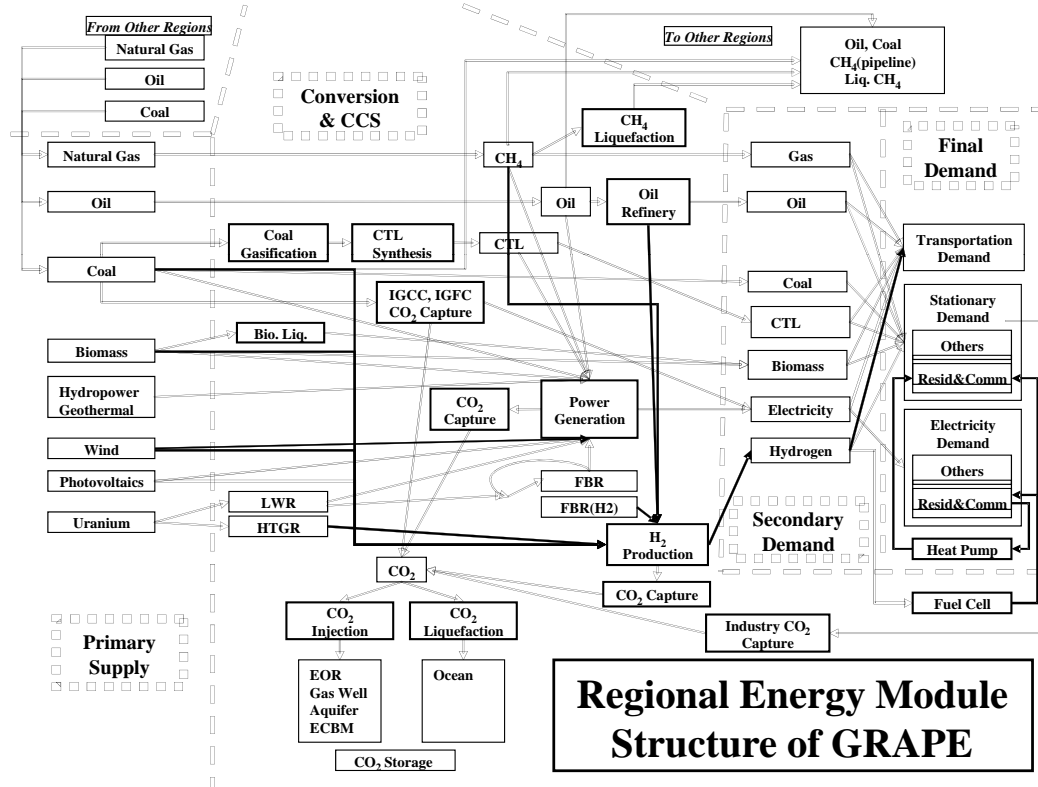 From Other Regions
Natural Gas
Oil
Coal
To Other Regions
Oil, Coal
CH4(pipeline)
Liq. CH4
Conversion
& CCS
CH4
Liquefaction
Final
Demand
Natural Gas
CH4
Gas
Oil
Oil
Oil
Refinery
Oil
Coal
Gasification
CTL
Synthesis
CTL
Transportation
Demand
Coal
Coal
IGCC, IGFC
CO2 Capture
Stationary
Demand
CTL
Bio. Liq.
Others
Biomass
Biomass
Resid&Comm
Hydropower
Geothermal
CO2
Capture
Power
Generation
Electricity
Electricity
Demand
Wind
Hydrogen
Others
Photovoltaics
FBR
LWR
Resid&Comm
FBR(H2)
Uranium
HTGR
Secondary
Demand
H2
Production
Heat Pump
CO2
CO2 Capture
Fuel Cell
CO2
Injection
CO2
Liquefaction
Industry CO2
Capture
Primary
Supply
EOR
Gas Well
Aquifer
ECBM
Ocean
CO2 Storage
Regional Energy Module
Structure of GRAPE